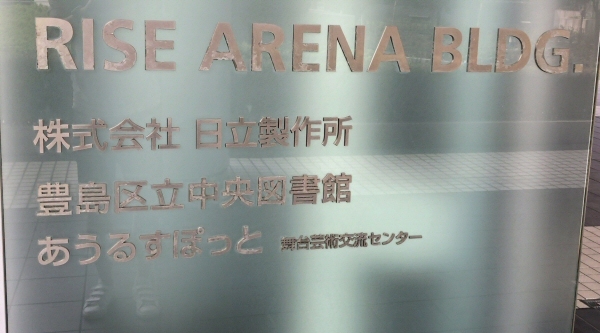 RISE ARENA BLDG.
株式会社 日立製作所
豊島区立中央図書館
あうるすぽっと 舞台芸術交流センター